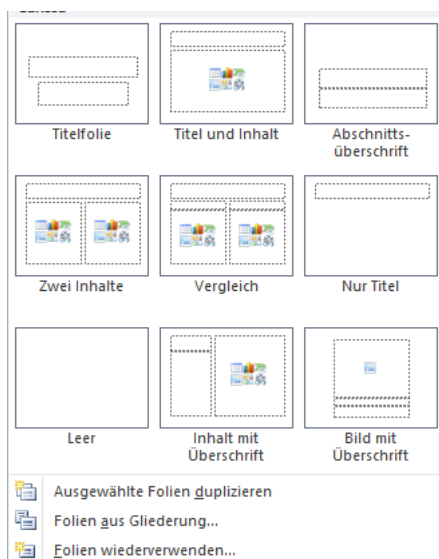 Titelfolie
Titel und Inhalt
Abschnitts-
überschrift
Zwei Inhalte
Vergleich
Nur Titel
Leer
Inhalt mit
Überschrift
Bild mit
Überschrift
Ausgewählte Folien duplizieren
Folien aus Gliederung...
Folien wiederverwenden...